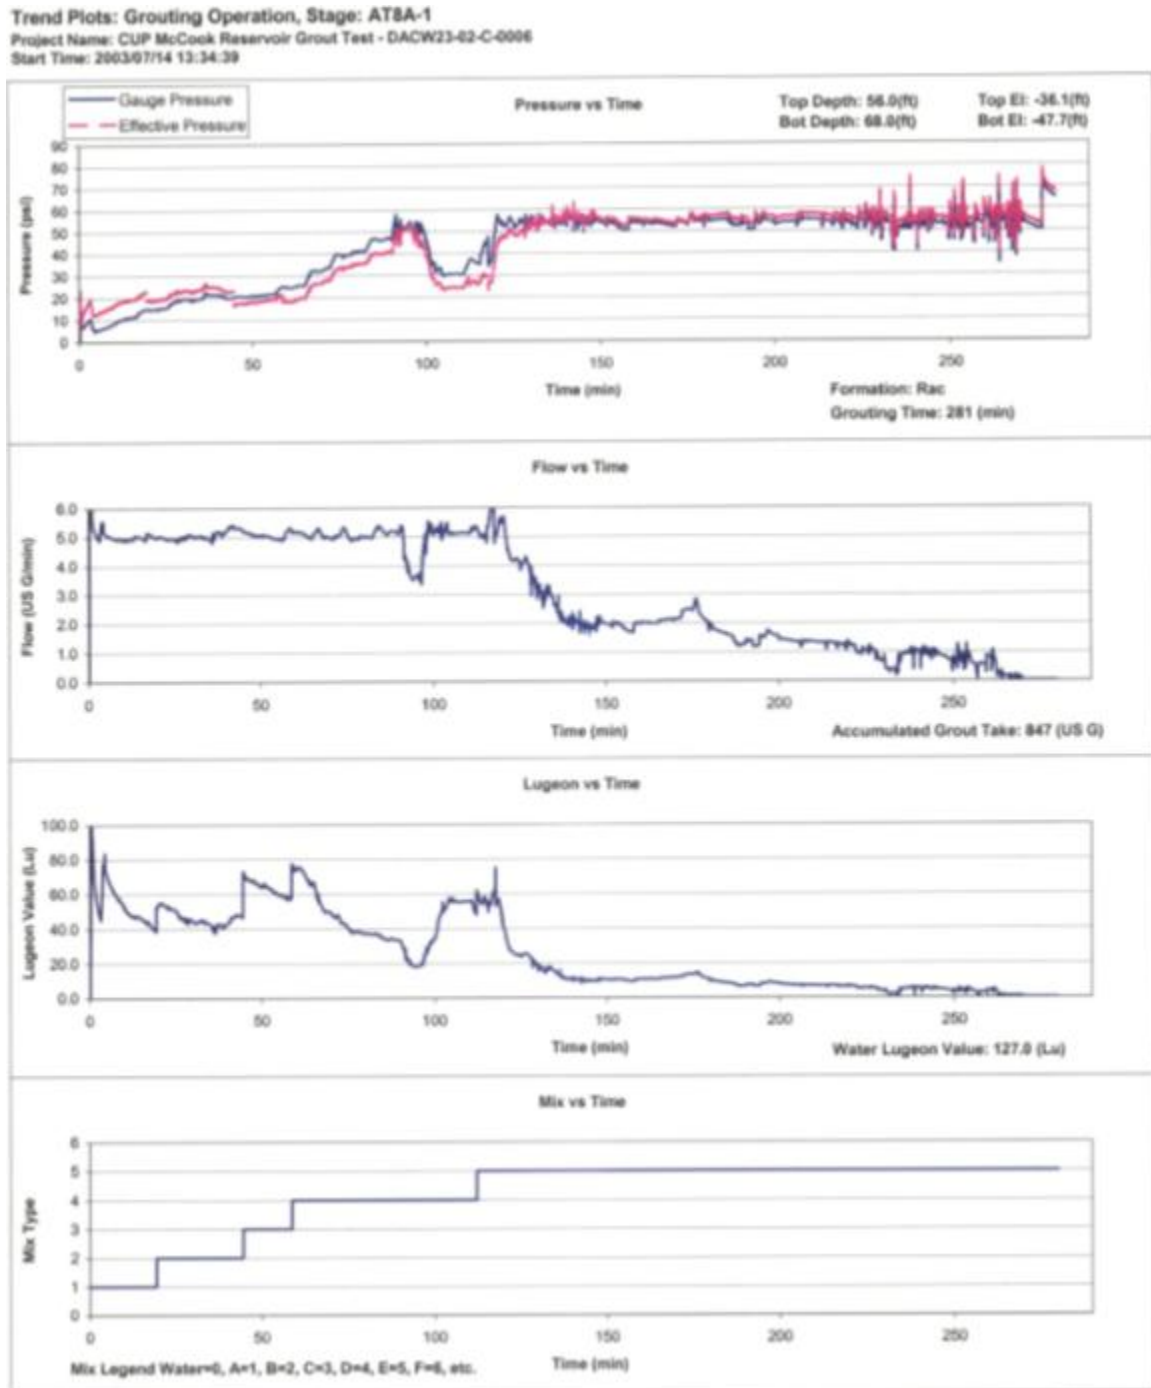 Trend Plots: Grouting Operation, Stage: AT8A-1
Project Name: CUP McCook Reservoir Grout Test - DACW23-02-C-0006
Start Time: 2003/07/14 13:34:39
Gauge Pressure
Effective Pressure
Pressure vs Time
Top Depth: 56.0(ft) Top El: -36.1(ft)
Bot Depth: 68.0(ft) Bot El: -47.7(ft)
Pressure (psi)
90
80
70
60
50
40
30
20
10
0
0 50 100 150 200 250
Time (min)
Formation: Rac
Grouting Time: 281 (min)
Flow vs Time
Flow (US G/min)
6.0
5.0
4.0
3.0
2.0
1.0
0.0
0 50 100 150 200 250
Time (min)
Accumulated Grout Take: 847 (US G)
Lugeon vs Time
Lugeon Value (Lu)
100.0
80.0
60.0
40.0
20.0
0.0
0 50 100 150 200 250
Time (min)
Water Lugeon Value: 127.0 (Lu)
Mix vs Time
Mix Type
6
5
4
3
2
1
0
0 50 100 150 200 250
Time (min)
Mix Legend Water=0, A=1, B=2, C=3, D=4, E=5, F=6, etc.